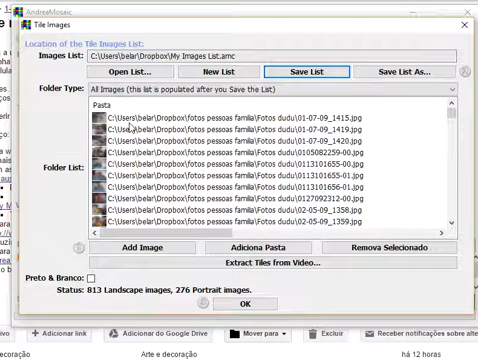 AndreaMosaic
Tile Images
Location of the Tile Images List:
Images List: C:\Users\belar\Dropbox\My Images List.amc
Open List... New List Save List Save List As...
Folder Type: All Images (this list is populated after you Save the List)
Pasta
C:\Users\belar\Dropbox\fotos pessoas familia\Fotos dudu\01-07-09_1415.jpg
C:\Users\belar\Dropbox\fotos pessoas familia\Fotos dudu\01-07-09_1419.jpg
C:\Users\belar\Dropbox\fotos pessoas familia\Fotos dudu\01-07-09_1420.jpg
C:\Users\belar\Dropbox\fotos pessoas familia\Fotos dudu\0105082259-00.jpg
C:\Users\belar\Dropbox\fotos pessoas familia\Fotos dudu\0113101655-00.jpg
Folder List: C:\Users\belar\Dropbox\fotos pessoas familia\Fotos dudu\0113101656-00.jpg
C:\Users\belar\Dropbox\fotos pessoas familia\Fotos dudu\0113101656-01.jpg
C:\Users\belar\Dropbox\fotos pessoas familia\Fotos dudu\0127092312-00.jpg
C:\Users\belar\Dropbox\fotos pessoas familia\Fotos dudu\02-05-09_1358.jpg
C:\Users\belar\Dropbox\fotos pessoas familia\Fotos dudu\02-05-09_1359.jpg
Add Image Adiciona Pasta Remova Selecionado
Extract Tiles from Video...
Preto & Branco:
Status: 813 Landscape images, 276 Portrait images.
OK
Adicionar link Adicionar do Google Drive Mover para Excluir Receber notificações sobre alter
ecoração Arte e decoração há 12 horas